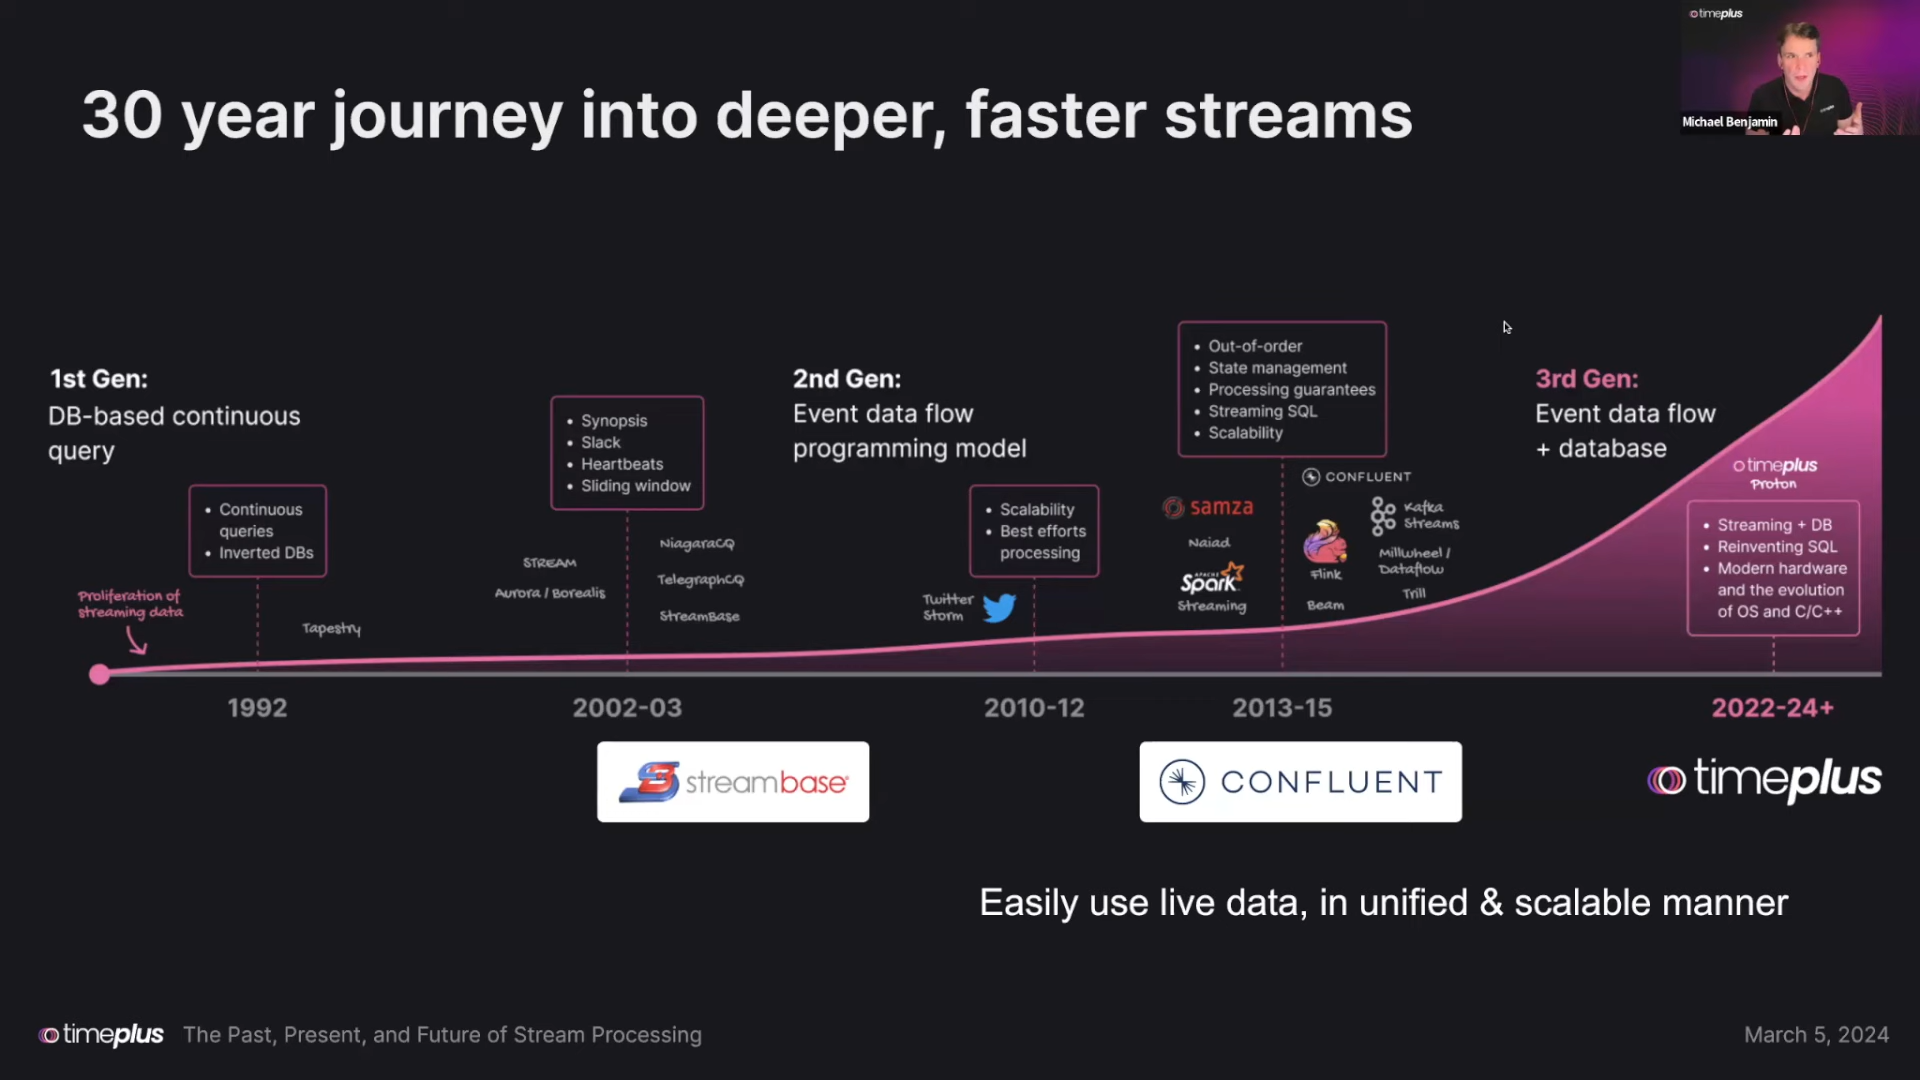 timeplus
Michael Benjamin
30 year journey into deeper, faster streams
1st Gen:
DB-based continuous
query
Proliferation of
streaming data
• Continuous
queries
• Inverted DBs
Tapestry
• Synopsis
• Slack
• Heartbeats
• Sliding window
STREAM
Aurora / Borealis
NiagaraCQ
TelegraphCQ
StreamBase
2nd Gen:
Event data flow
programming model
• Scalability
• Best efforts
processing
Twitter
Storm
• Out-of-order
• State management
• Processing guarantees
• Streaming SQL
• Scalability
samza
Naiad
APACHE
Spark
Streaming
CONFLUENT
Flink
Beam
Kafka
Streams
Millwheel /
Dataflow
Trill
3rd Gen:
Event data flow
+ database
timeplus
Proton
• Streaming + DB
• Reinventing SQL
• Modern hardware
and the evolution
of OS and C/C++
1992
2002-03
2010-12
2013-15
2022-24+
streambase
CONFLUENT
timeplus
Easily use live data, in unified & scalable manner
timeplus
The Past, Present, and Future of Stream Processing
March 5, 2024